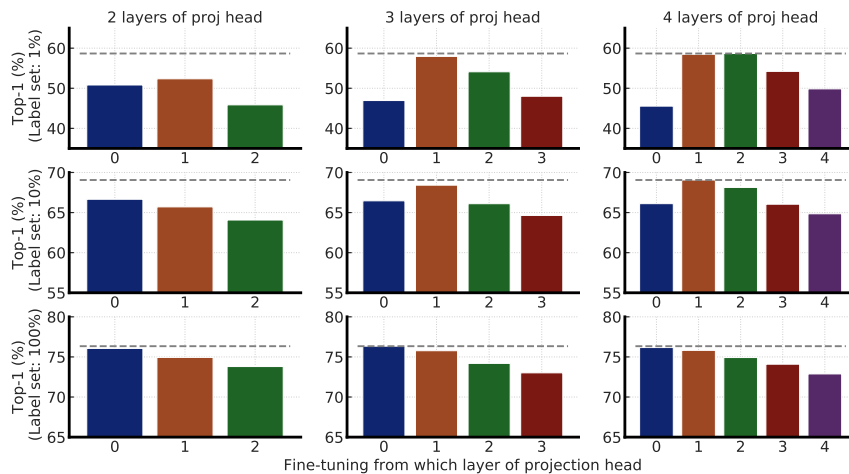 2 layers of proj head
3 layers of proj head
4 layers of proj head
Top-1 (%)
(Label set: 1%)
60
50
40
0 1 2
60
50
40
0 1 2 3
60
50
40
0 1 2 3 4
Top-1 (%)
(Label set: 10%)
70
65
60
55
0 1 2
70
65
60
55
0 1 2 3
70
65
60
55
0 1 2 3 4
Top-1 (%)
(Label set: 100%)
80
75
70
65
0 1 2
80
75
70
65
0 1 2 3
80
75
70
65
0 1 2 3 4
Fine-tuning from which layer of projection head